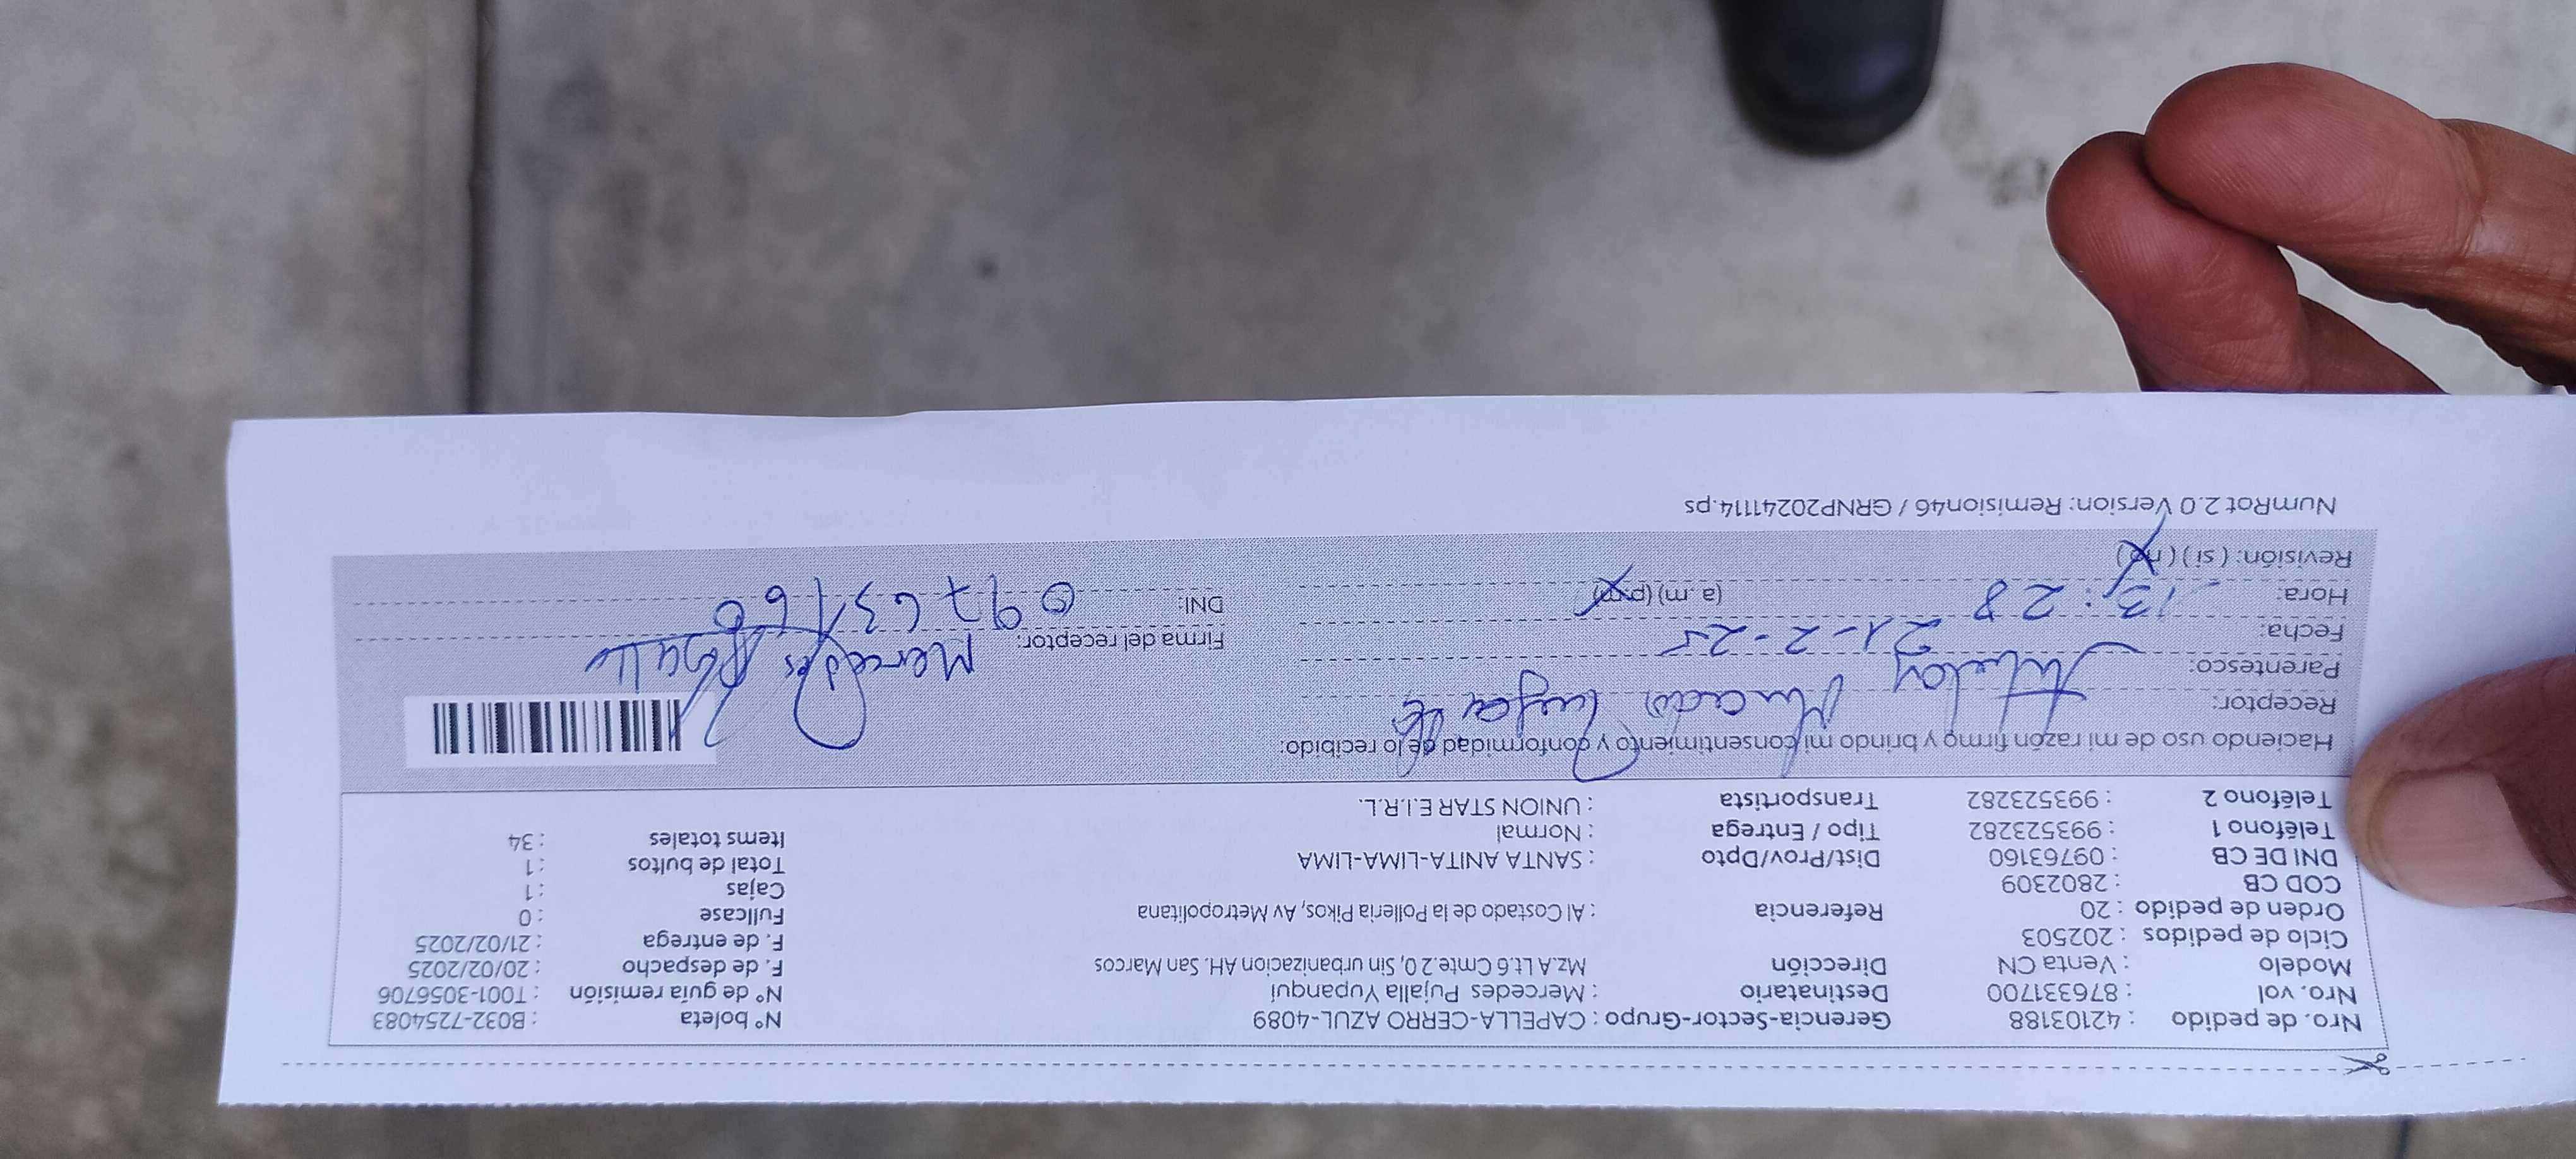 Nro. de pedido : 42103188 Gerencia-Sector-Grupo : CAPELLA-CERRO AZUL-4089 N° boleta : B032-7254083
Nro. vol : 876331700 Destinatario : Mercedes Pujalla Yupanqui N° de guía remisión : T001-3056706
Modelo : Venta CN Dirección Mz.A Lt.6 Cmte.20, Sin urbanizacion AH. San Marcos F. de despacho : 20/02/2025
Ciclo de pedidos : 202503 F. de entrega : 21/02/2025
Orden de pedido : 20 Referencia : Al Costado de la Polleria Pikos, Av Metropolitana Fullcase : 0
COD CB : 2802309 Cajas : 1
DNI DE CB : 09763160 Dist/Prov/Dpto : SANTA ANITA-LIMA-LIMA Total de bultos : 1
Teléfono 1 : 993523282 Tipo / Entrega : Normal Items totales : 34
Teléfono 2 : 993523282 Transportista : UNION STAR E.I.R.L.
Haciendo uso de mi razón firmo y brindo mi consentimiento y conformidad de lo recibido:
Receptor:
Parentesco: Titular Firma del receptor: Mercedes
Fecha: 21-2-25
Hora: 13:28 (a.m) (p.m) DNI: 09763160
Revisión: (si) (no)
NumRot 2.0 Version: Remision46 / GRNP20241114.ps